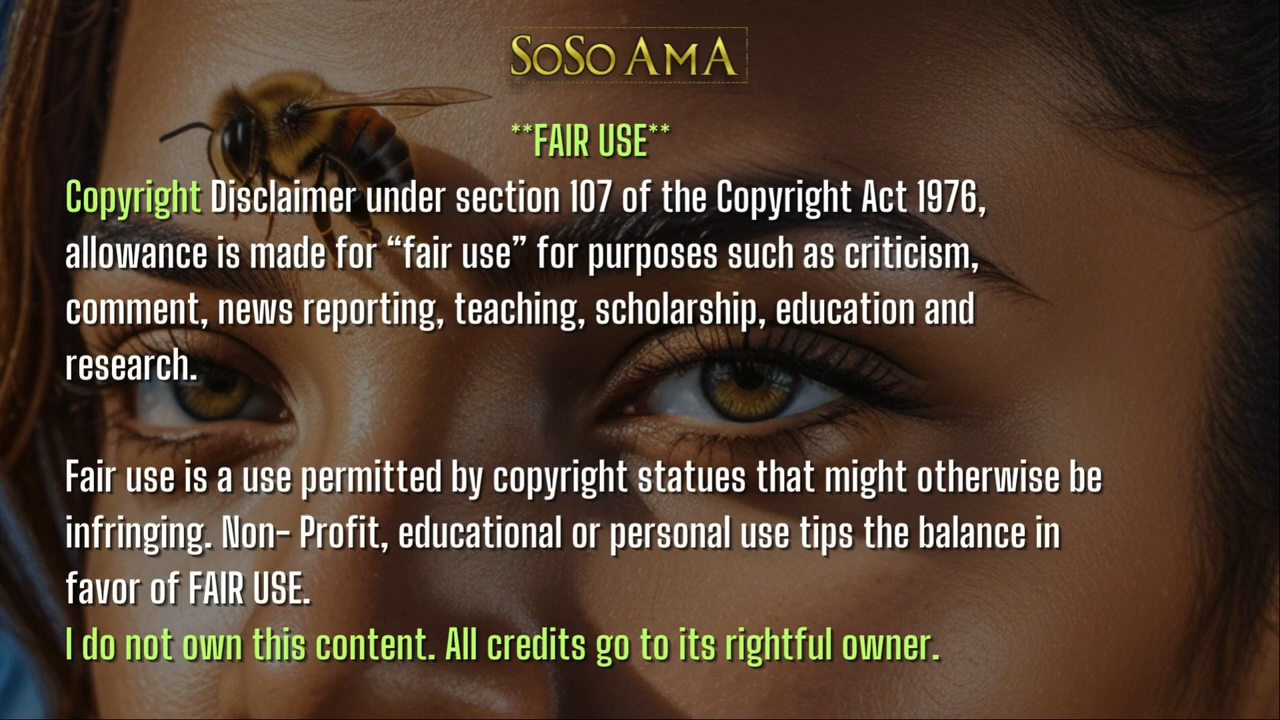 SoSo AmA
**FAIR USE**
Copyright Disclaimer under section 107 of the Copyright Act 1976,
allowance is made for “fair use” for purposes such as criticism,
comment, news reporting, teaching, scholarship, education and
research.
Fair use is a use permitted by copyright statues that might otherwise be
infringing. Non- Profit, educational or personal use tips the balance in
favor of FAIR USE.
I do not own this content. All credits go to its rightful owner.